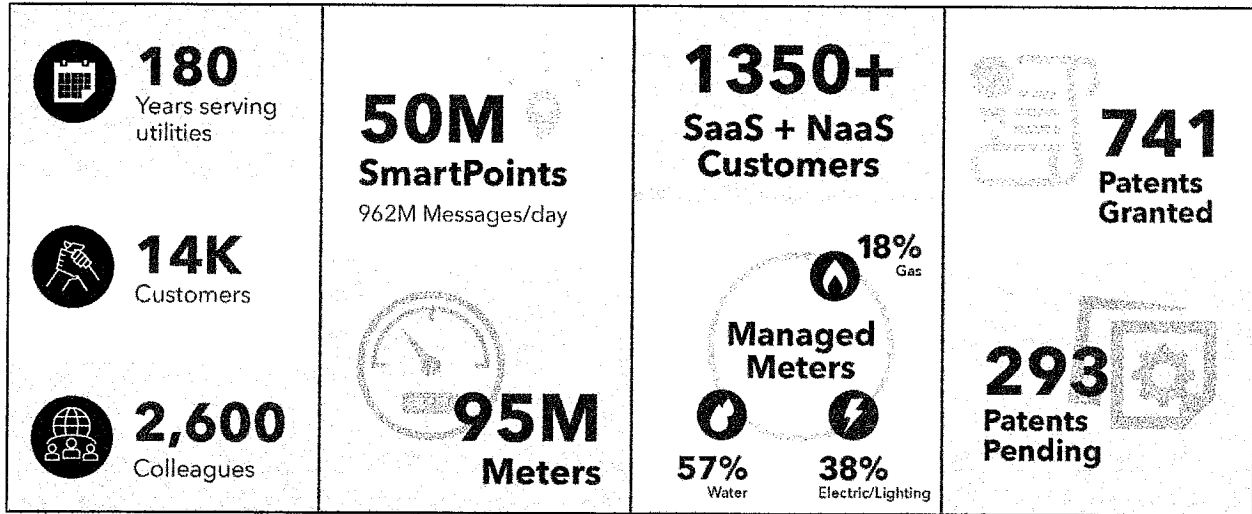 180
Years serving
utilities
14K
Customers
2,600
Colleagues
50M
SmartPoints
962M Messages/day
95M
Meters
1350+
SaaS + NaaS
Customers
18%
Gas
Managed
Meters
57%
Water
38%
Electric/Lighting
741
Patents
Granted
293
Patents
Pending